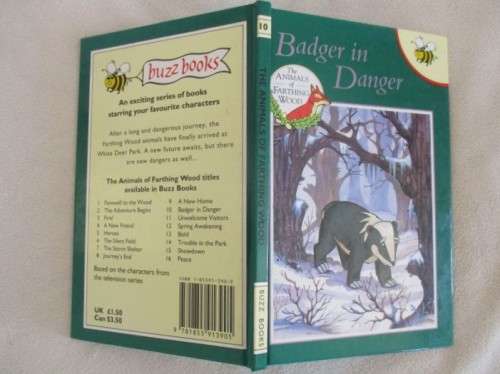 buzz books
An exciting series of books
starring your favourite characters
After a long and dangerous journey, the
Farthing Wood animals have finally arrived at
White Deer Park. A new future awaits, but there
are new dangers as well...
The Animals of Farthing Wood titles
available in Buzz Books
1 Farewell to the Wood
2 The Adventure Begins
3 Fire!
4 A New Friend
5 Heroes
6 The Silent Field
7 The Storm Shelter
8 Journey's End
9 A New Home
10 Badger in Danger
11 Unwelcome Visitors
12 Spring Awakening
13 Bold
14 Trouble in the Park
15 Showdown
16 Peace
Based on the characters from
the television series
UK £1.50
Can $3.50
9 781855 913905
10
THE ANIMALS OF FARTHING WOOD
BUZZ BOOKS
Badger in
Danger
The
ANIMALS
of
FARTHING
WOOD